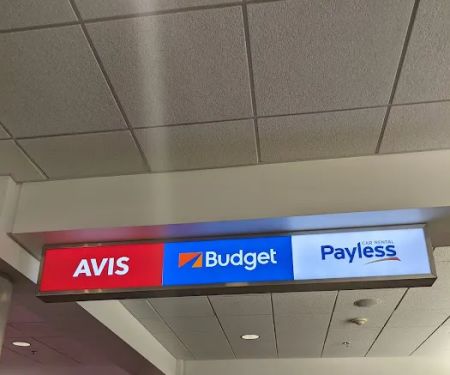 AVIS
Budget
CAR RENTAL
Payless